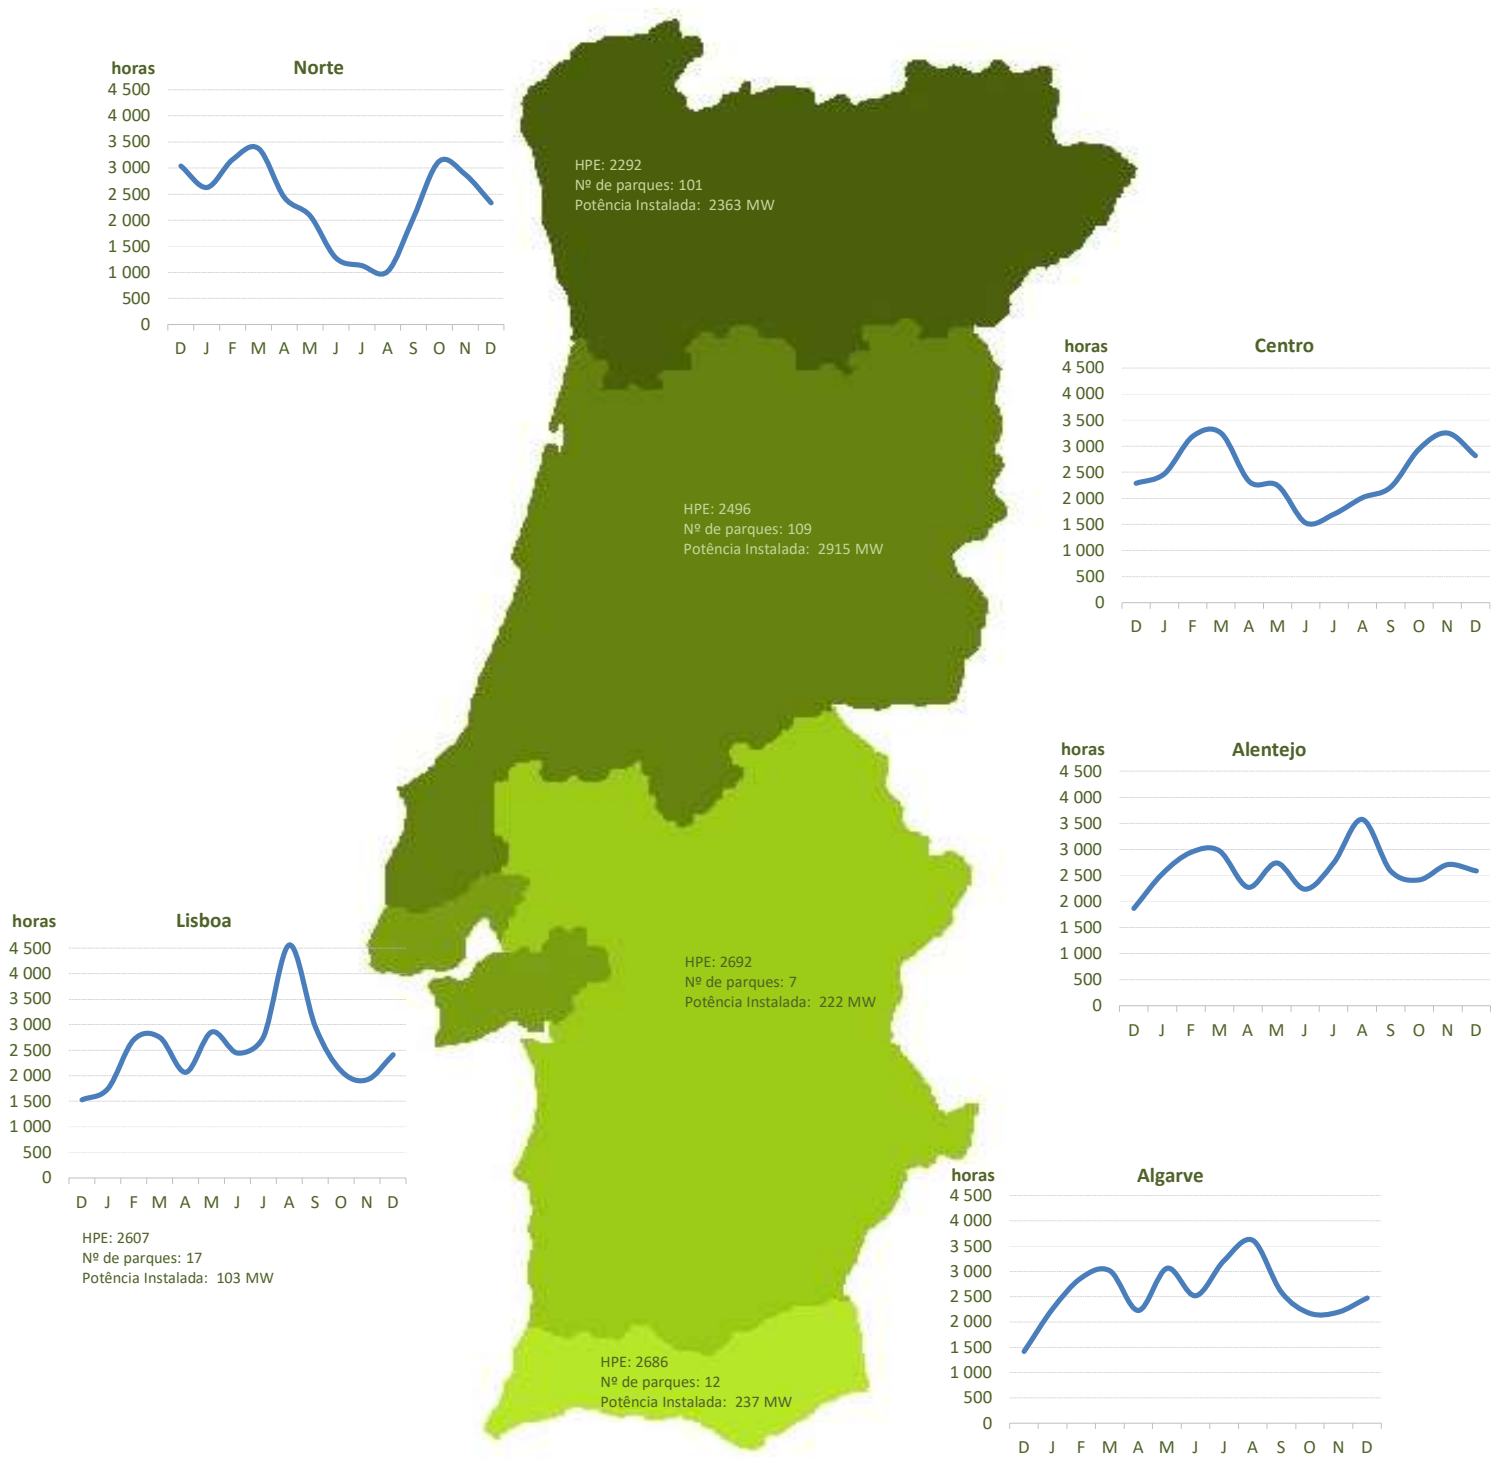 horas Norte
4 500
4 000
3 500
3 000
2 500
2 000
1 500
1 000
500
0
D J F M A M J J A S O N D
HPE: 2292
Nº de parques: 101
Potência Instalada: 2363 MW
horas Centro
4 500
4 000
3 500
3 000
2 500
2 000
1 500
1 000
500
0
D J F M A M J J A S O N D
HPE: 2496
Nº de parques: 109
Potência Instalada: 2915 MW
horas Alentejo
4 500
4 000
3 500
3 000
2 500
2 000
1 500
1 000
500
0
D J F M A M J J A S O N D
HPE: 2692
Nº de parques: 7
Potência Instalada: 222 MW
horas Lisboa
4 500
4 000
3 500
3 000
2 500
2 000
1 500
1 000
500
0
D J F M A M J J A S O N D
HPE: 2607
Nº de parques: 17
Potência Instalada: 103 MW
horas Algarve
4 500
4 000
3 500
3 000
2 500
2 000
1 500
1 000
500
0
D J F M A M J J A S O N D
HPE: 2686
Nº de parques: 12
Potência Instalada: 237 MW